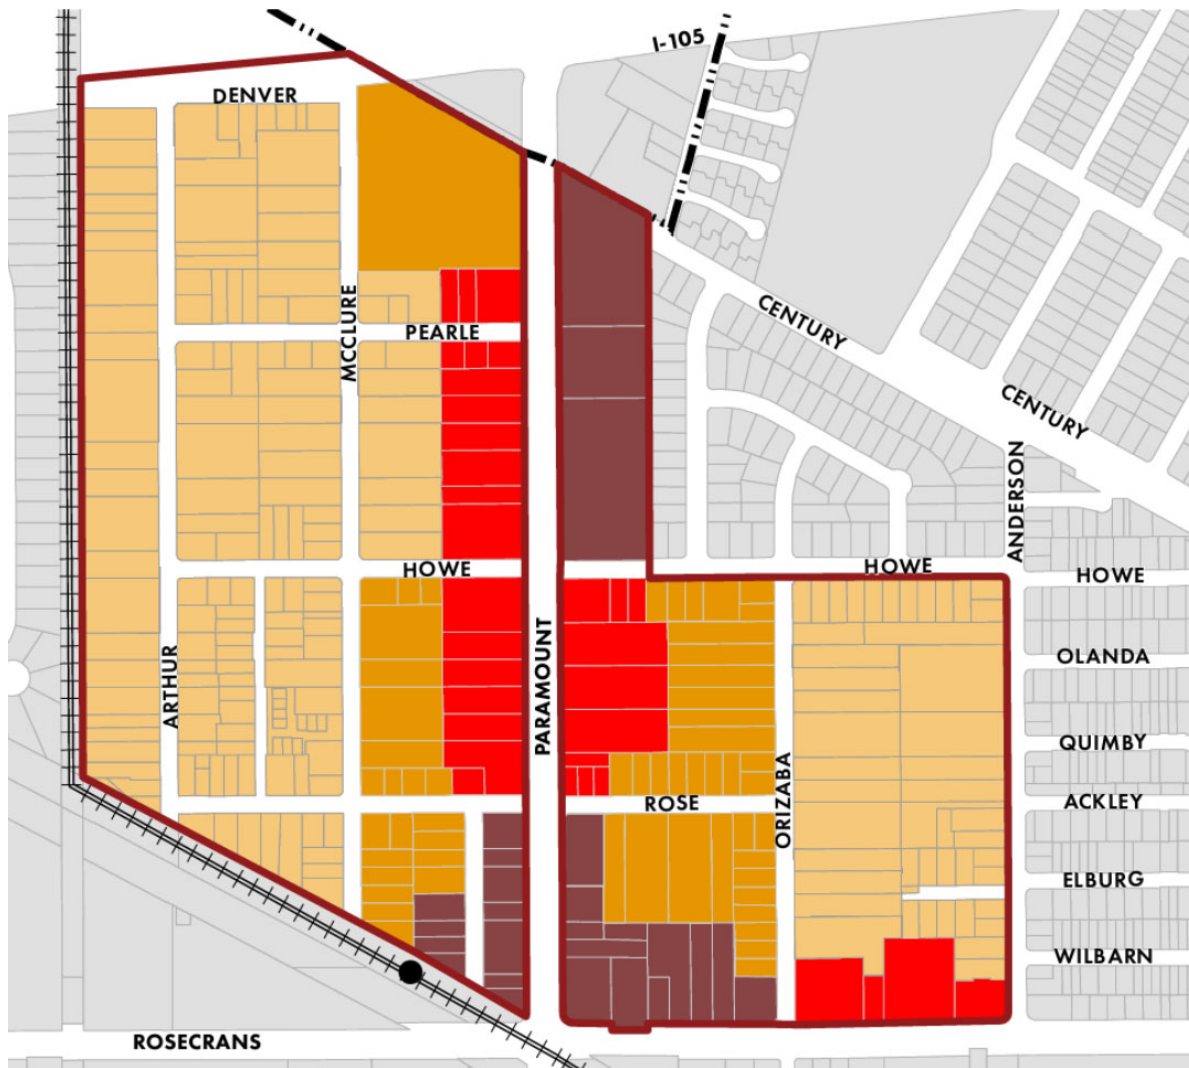 I-105
DENVER
MCCLURE
PEARLE
CENTURY
CENTURY
ANDERSON
HOWE
HOWE
HOWE
ARTHUR
PARAMOUNT
OLANDA
QUIMBY
ORIZABA
ROSE
ACKLEY
ELBURG
WILBARN
ROSECRANS